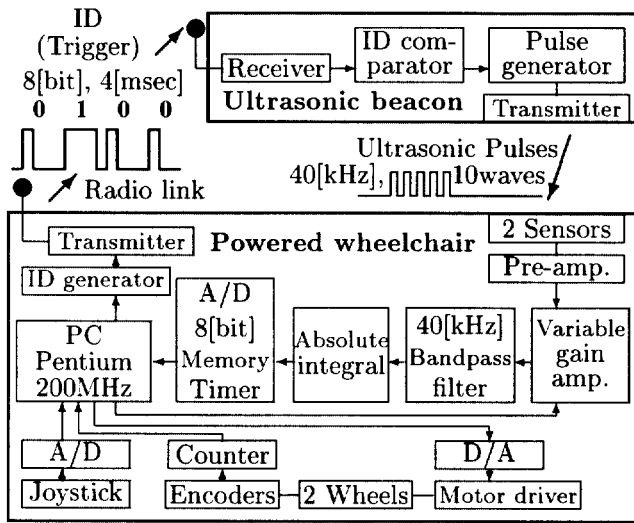 ID
(Trigger)
8[bit], 4[msec]
0 1 0 0
Radio link
Receiver
ID com-
parator
Pulse
generator
Ultrasonic beacon
Transmitter
Ultrasonic Pulses
40[kHz], 10waves
Transmitter
Powered wheelchair
2 Sensors
Pre-amp.
ID generator
PC
Pentium
200MHz
A/D
8[bit]
Memory
Timer
Absolute
integral
40[kHz]
Bandpass
filter
Variable
gain
amp.
A/D
Joystick
Counter
Encoders
2 Wheels
D/A
Motor driver